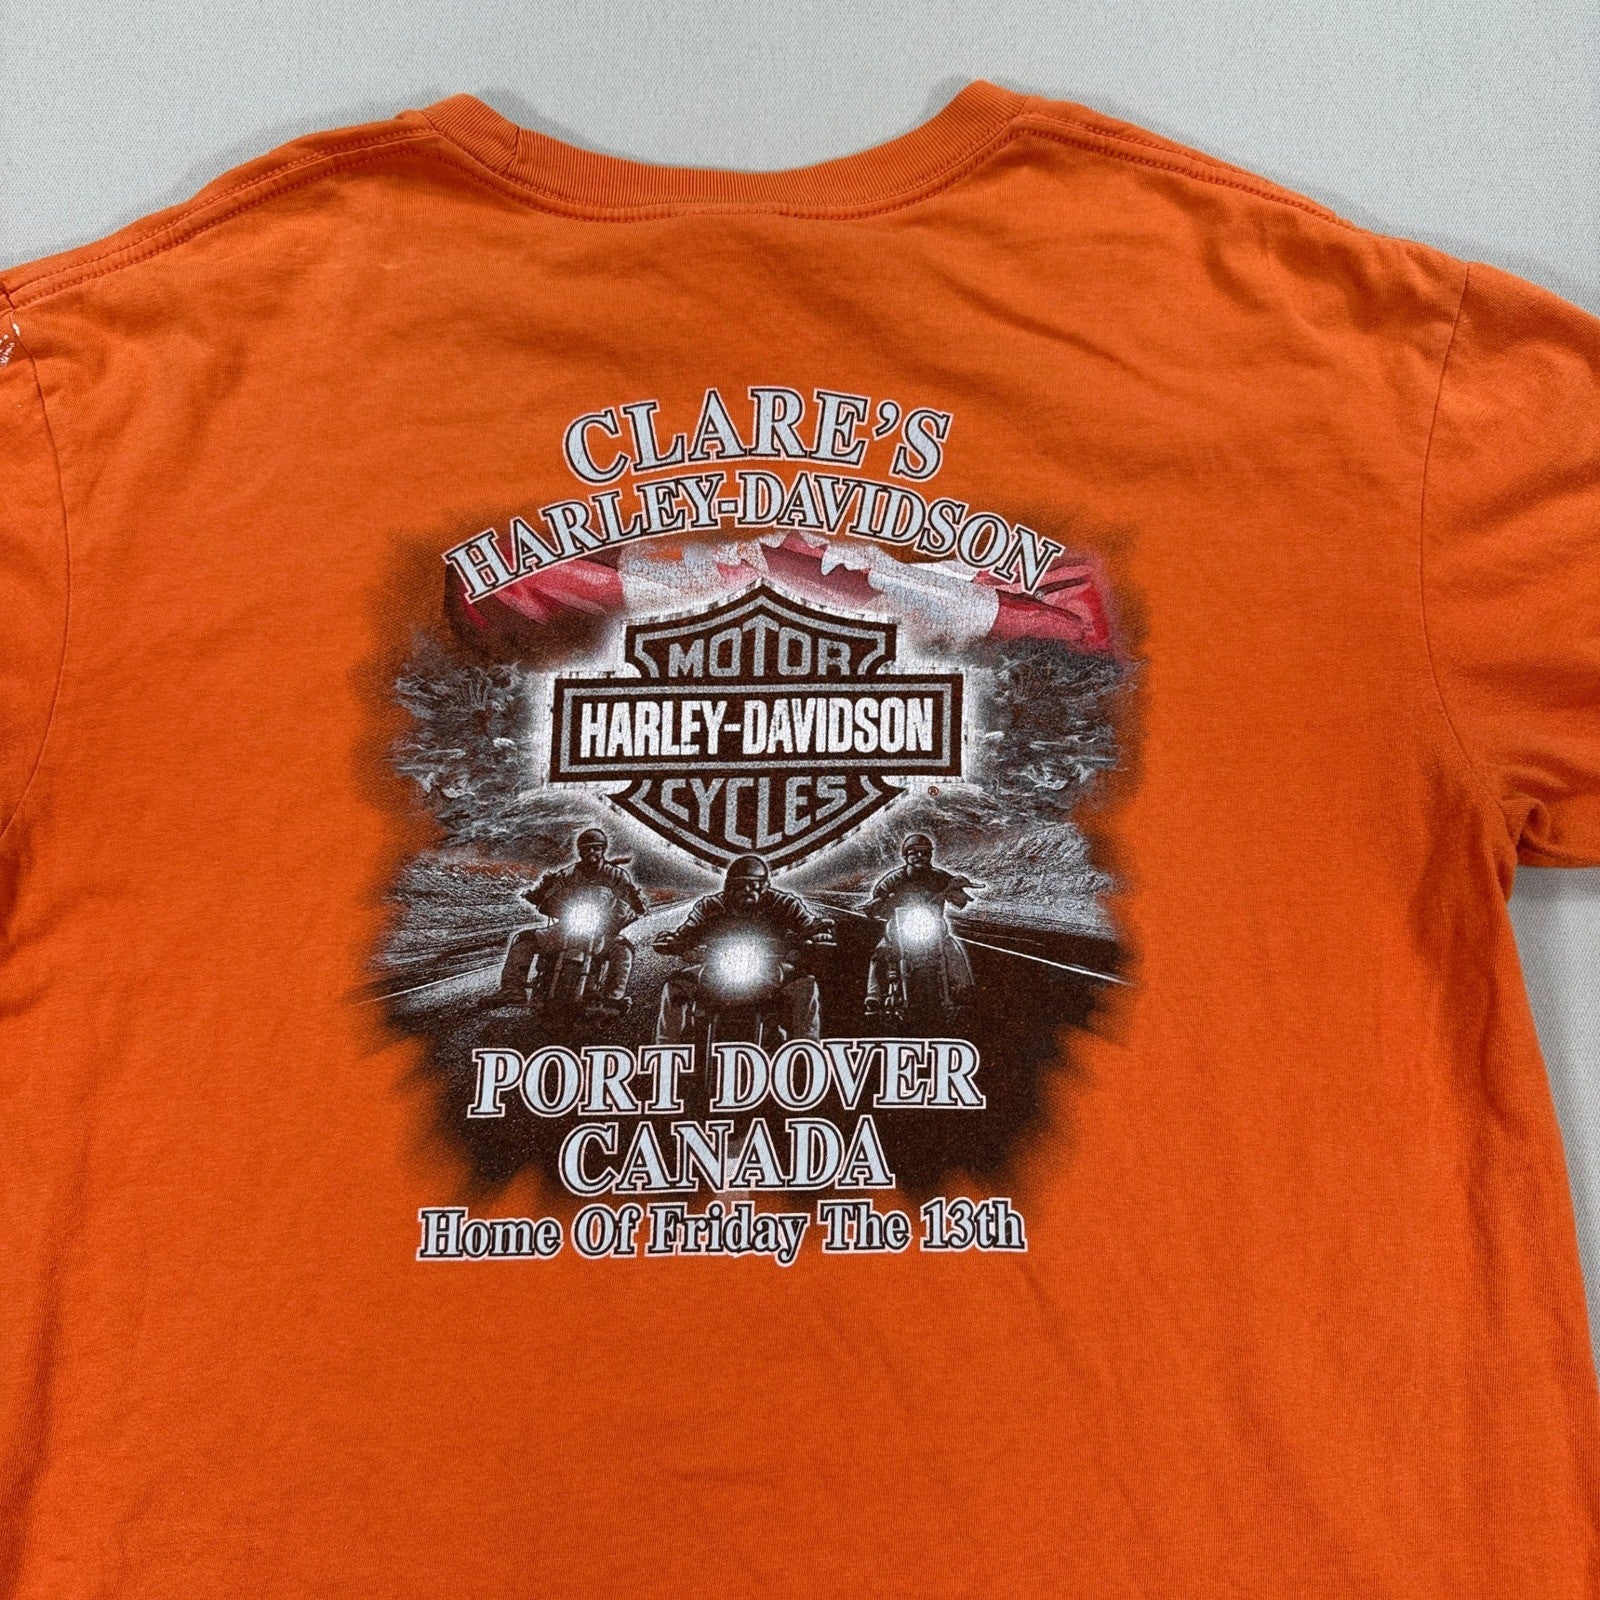 CLARE'S
HARLEY-DAVIDSON
MOTOR
HARLEY-DAVIDSON
CYCLES
®
PORT DOVER
CANADA
Home Of Friday The 13th